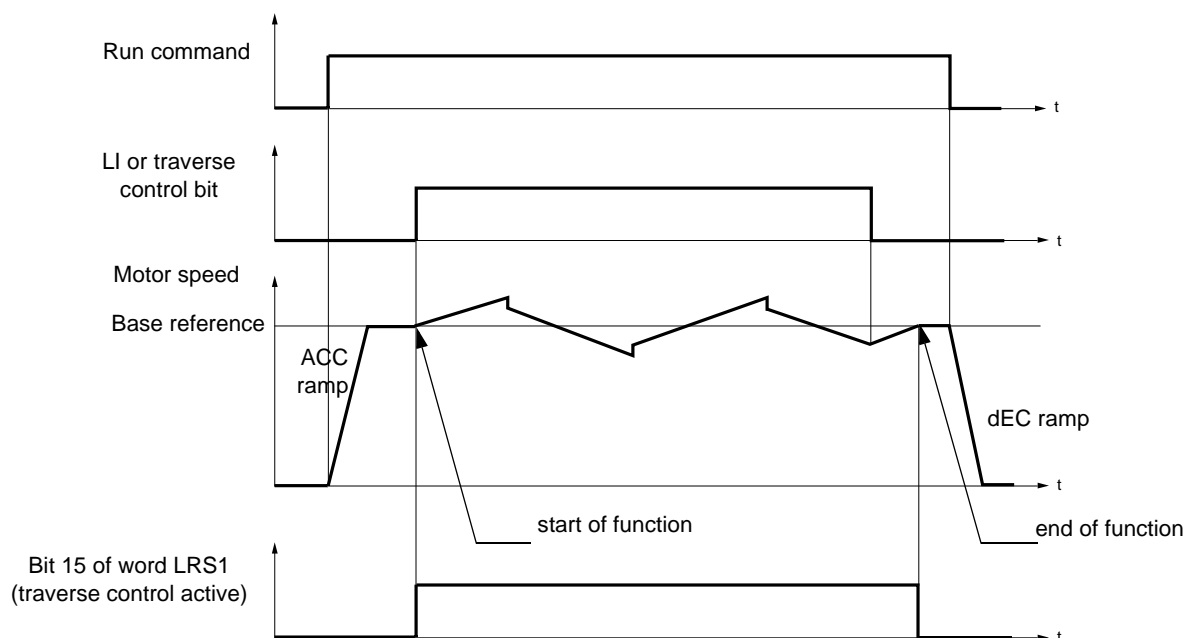 Run command
t
LI or traverse
control bit
t
Motor speed
Base reference
ACC
ramp
dEC ramp
t
start of function
end of function
Bit 15 of word LRS1
(traverse control active)
t